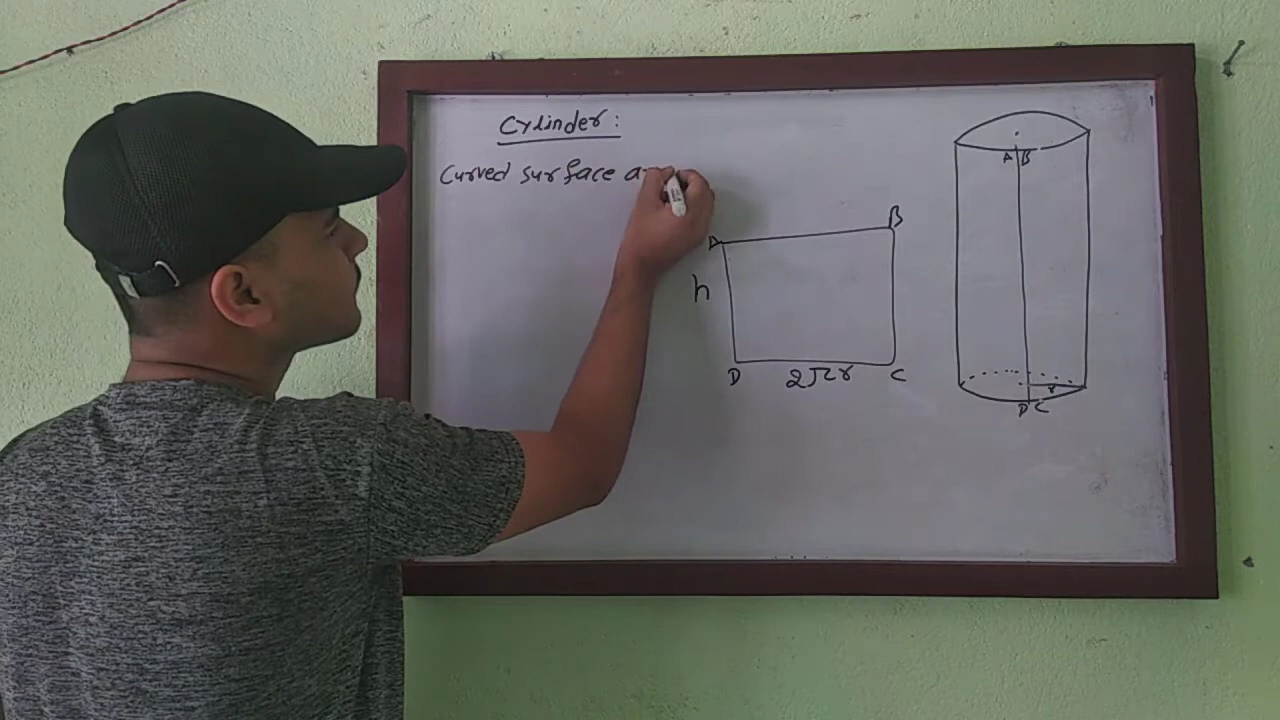 Cylinder:
Curved surface a
A B
A B
h
D 2πr C
r
D C